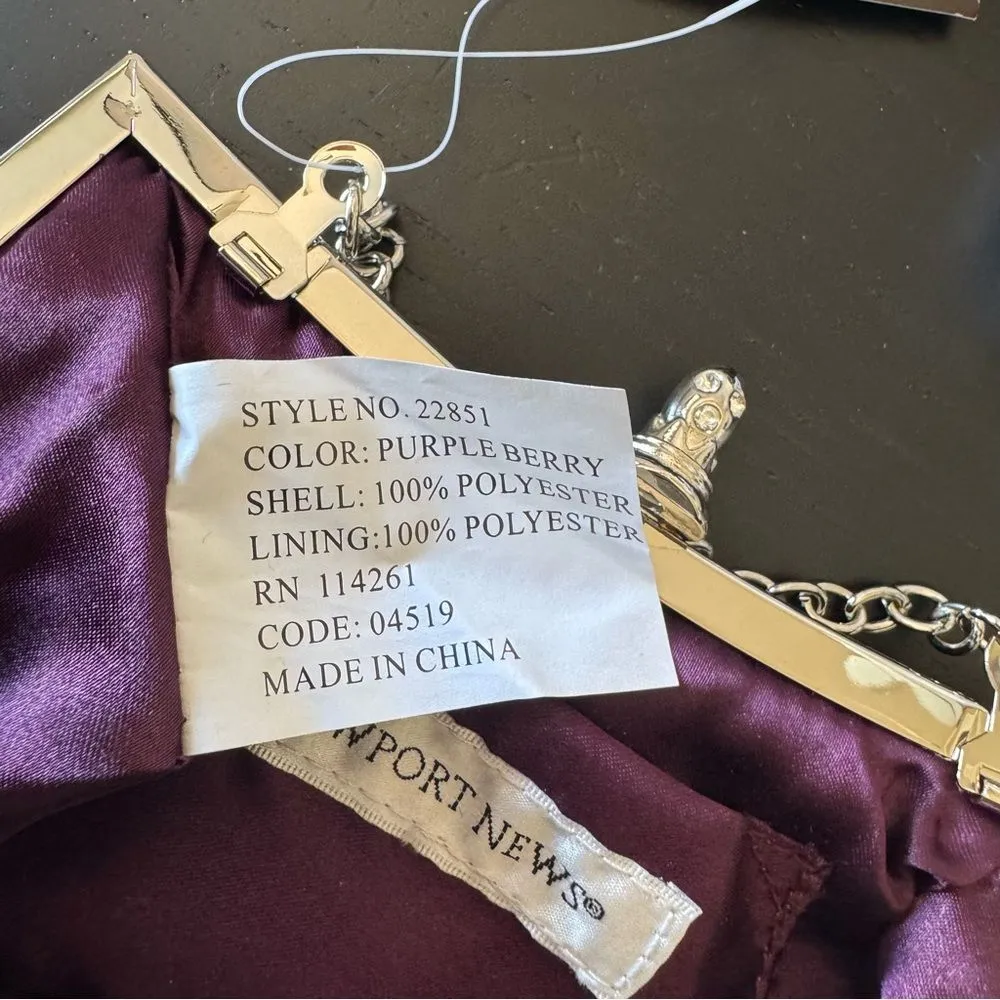 STYLE NO. 22851
COLOR: PURPLE BERRY
SHELL: 100% POLYESTER
LINING:100% POLYESTER
RN 114261
CODE: 04519
MADE IN CHINA
WPORT NEWS®